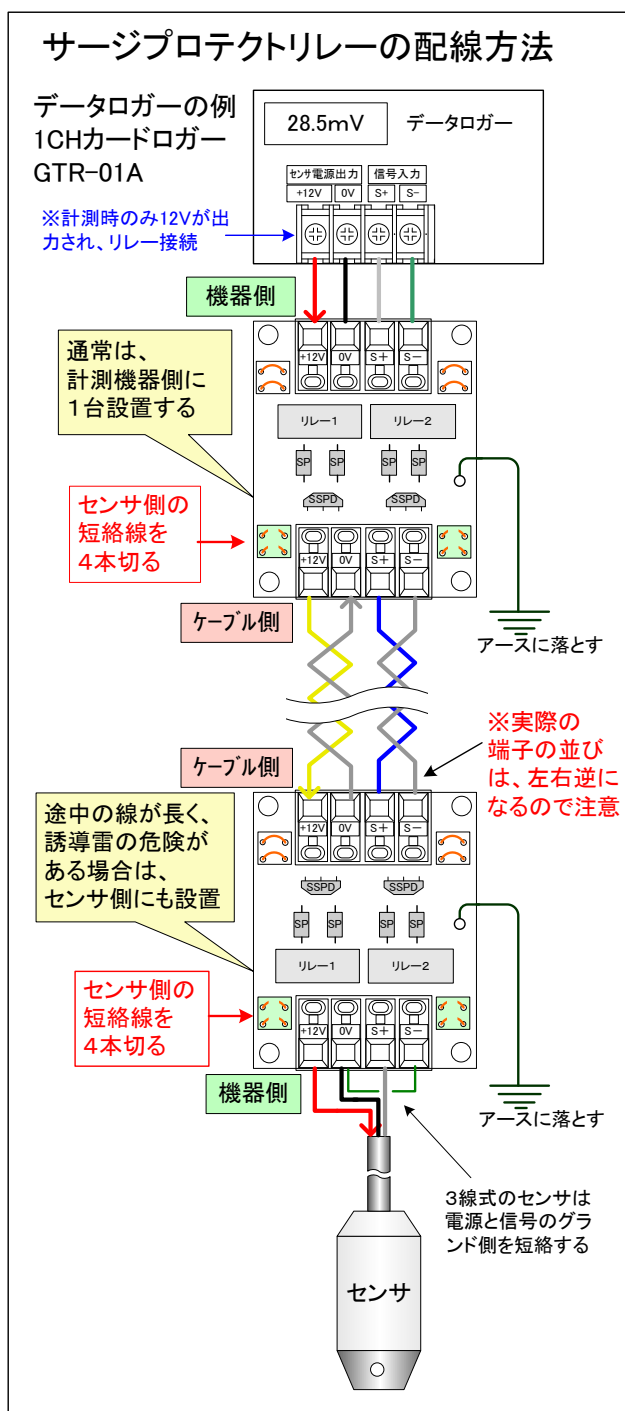 サージプロテクトリレーの配線方法
データロガーの例
1CHカードロガー
GTR-01A
28.5mV
データロガー
センサ電源出力
信号入力
+12V
0V
S+
S-
※計測時のみ12Vが出
力され、リレー接続
機器側
+12V
0V
S+
S-
通常は、
計測機器側に
1台設置する
リレー1
リレー2
SP
SP
SP
SP
SSPD
SSPD
センサ側の
短絡線を
4本切る
+12V
0V
S+
S-
ケーブル側
アースに落とす
※実際の
端子の並び
は、左右逆に
なるので注意
ケーブル側
+12V
0V
S+
S-
途中の線が長く、
誘導雷の危険が
ある場合は、
センサ側にも設置
SSPD
SSPD
SP
SP
SP
SP
リレー1
リレー2
センサ側の
短絡線を
4本切る
+12V
0V
S+
S-
機器側
アースに落とす
3線式のセンサは
電源と信号のグラ
ンド側を短絡する
センサ